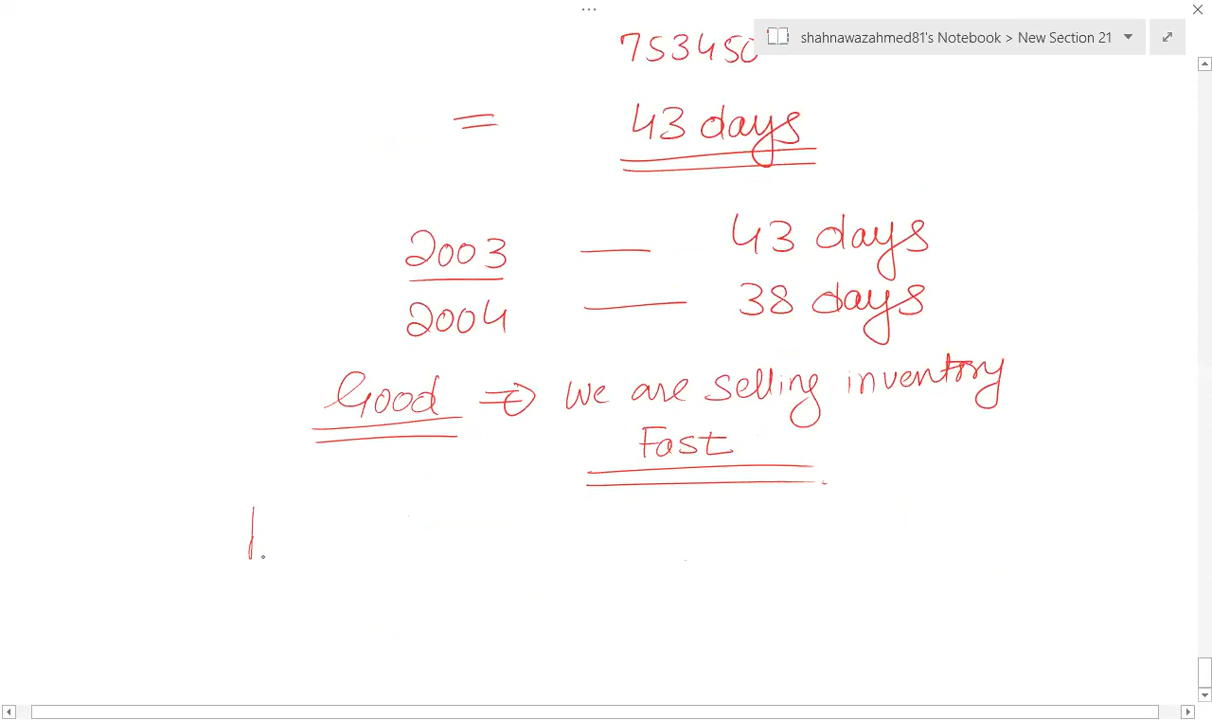 ...
shahnawazahmed81's Notebook > New Section 21
753450
= 43 days
2003 — 43 days
2004 — 38 days
Good ⇒ we are selling inventory
Fast